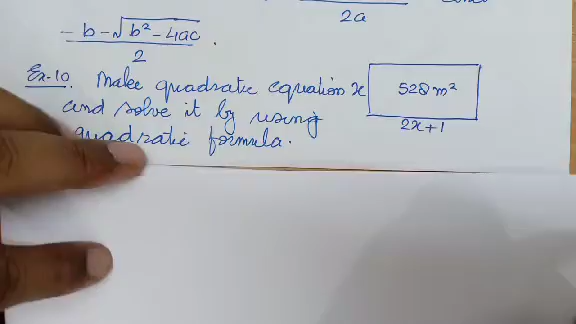 2a
- b - √b² - 4ac
2
Ex-10. Make quadratic equation x 528 m²
and solve it by using 2x+1
quadratic formula.